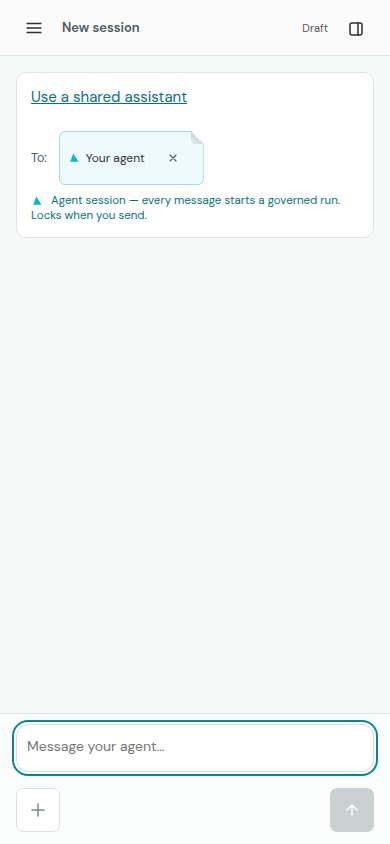 New session
Draft
Use a shared assistant
To:
Your agent
Agent session — every message starts a governed run.
Locks when you send.
Message your agent...